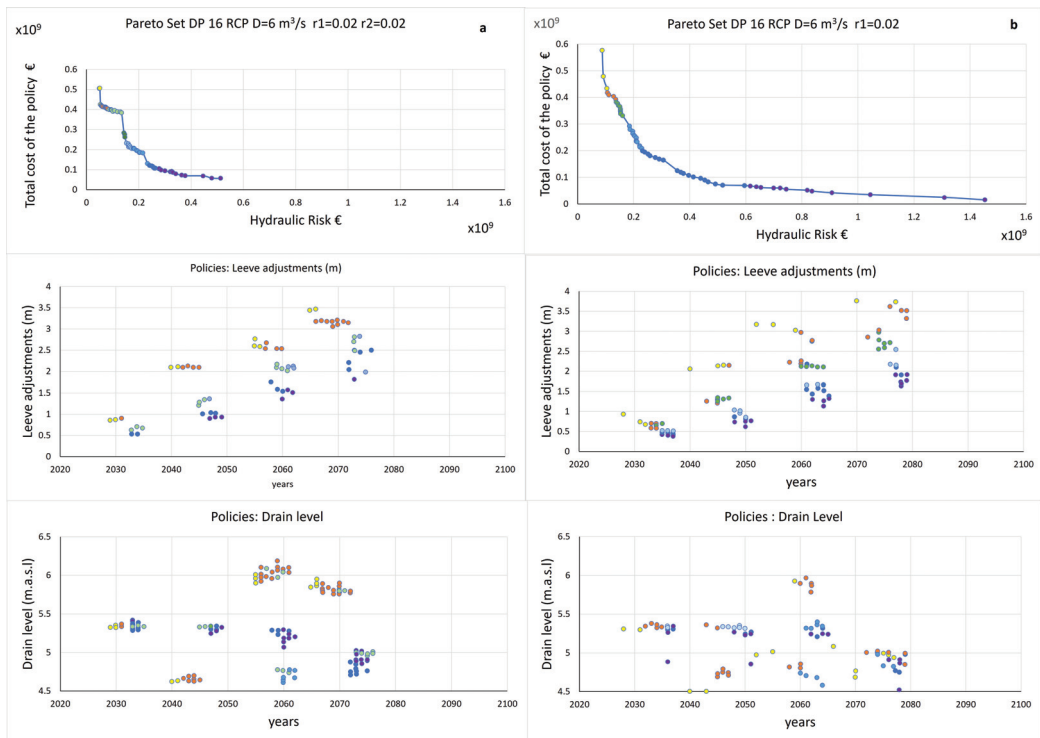 Pareto Set DP 16 RCP D=6 m³/s r1=0.02 r2=0.02
x10⁹
a
Total cost of the policy €
0.6
0.5
0.4
0.3
0.2
0.1
0
0 0.2 0.4 0.6 0.8 1 1.2 1.4 1.6
Hydraulic Risk €
x10⁹
Pareto Set DP 16 RCP D=6 m³/s r1=0.02
x10⁹
b
Total cost of the policy €
0.6
0.5
0.4
0.3
0.2
0.1
0
0 0.2 0.4 0.6 0.8 1 1.2 1.4 1.6
Hydraulic Risk €
x10⁹
Policies: Leeve adjustments (m)
Leeve adjustments (m)
4
3.5
3
2.5
2
1.5
1
0.5
0
2020 2030 2040 2050 2060 2070 2080 2090 2100
years
Policies: Leeve adjustments (m)
Leeve adjustments (m)
4
3.5
3
2.5
2
1.5
1
0.5
0
2020 2030 2040 2050 2060 2070 2080 2090 2100
years
Policies: Drain level
Drain level (m.a.s.l)
6.5
6
5.5
5
4.5
2020 2030 2040 2050 2060 2070 2080 2090 2100
years
Policies : Drain Level
Drain level (m.a.s.l)
6.5
6
5.5
5
4.5
2020 2030 2040 2050 2060 2070 2080 2090 2100
years